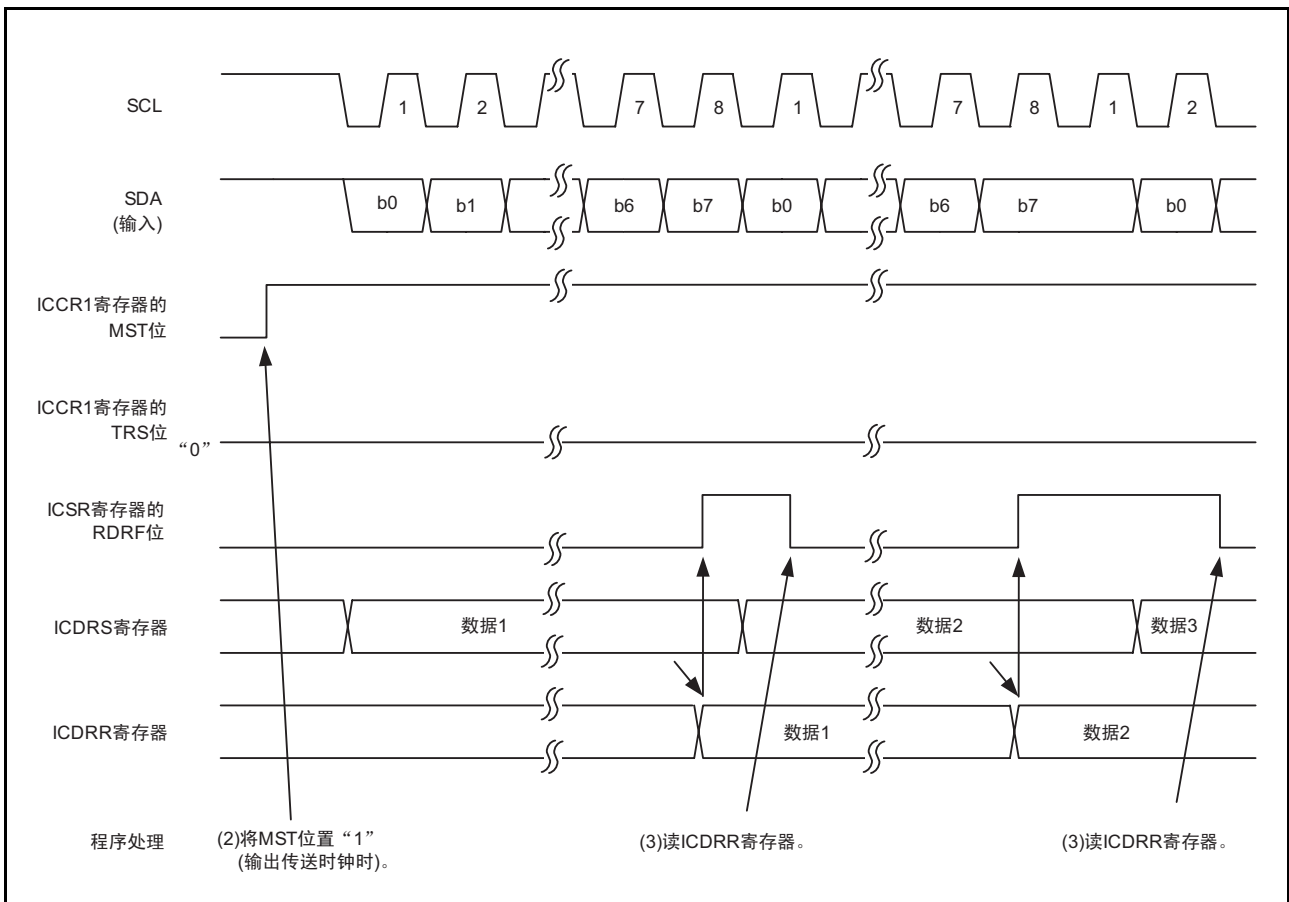 SCL
1 2 7 8 1 7 8 1 2
SDA
(输入)
b0 b1 b6 b7 b0 b6 b7 b0
ICCR1寄存器的
MST位
ICCR1寄存器的
TRS位
“0”
ICSR寄存器的
RDRF位
ICDRS寄存器
数据1 数据2 数据3
ICDRR寄存器
数据1 数据2
程序处理
(2)将MST位置“1”
(输出传送时钟时)。
(3)读ICDRR寄存器。
(3)读ICDRR寄存器。